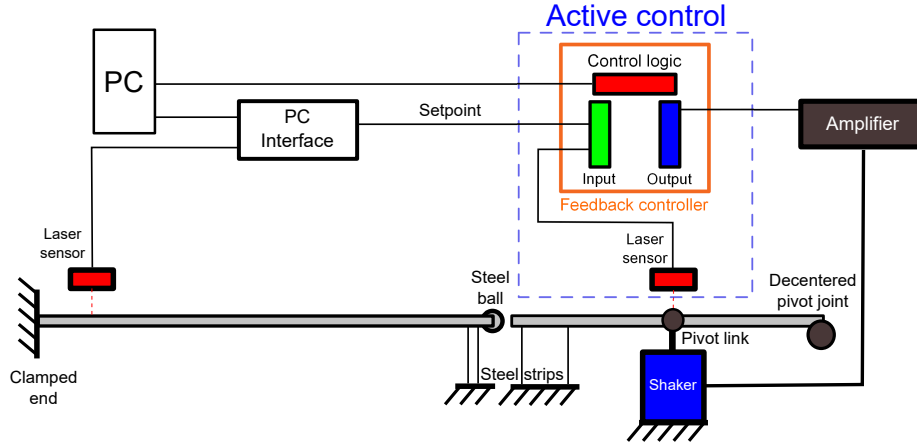 Active control
PC
Control logic
PC
Interface
Setpoint
Amplifier
Input
Output
Feedback controller
Laser
sensor
Laser
sensor
Steel
ball
Decentered
pivot joint
Pivot link
Clamped
end
Steel strips
Shaker